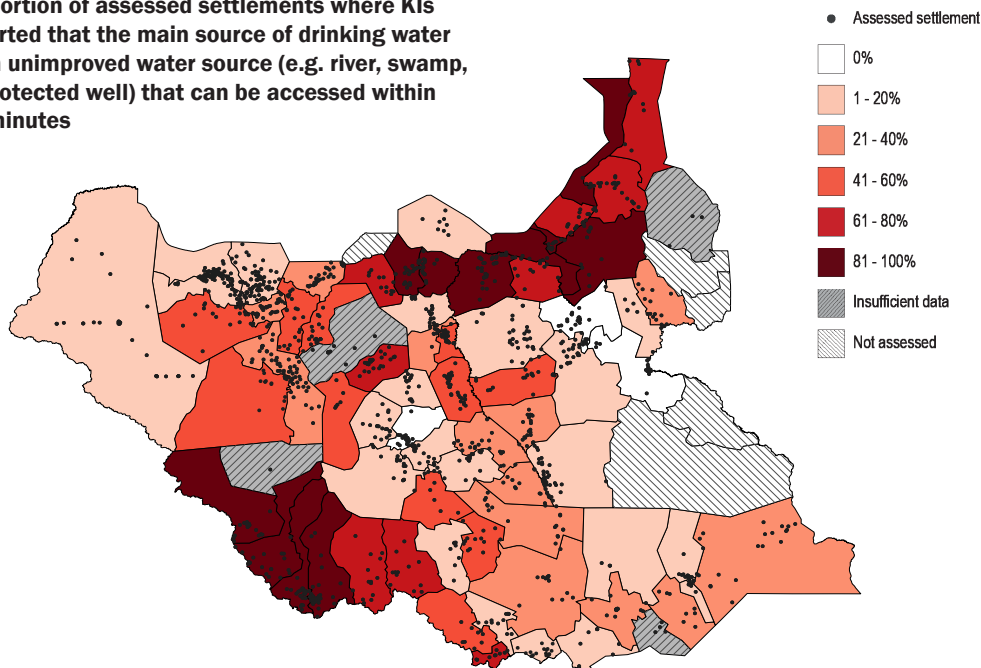 ortion of assessed settlements where KIs
rted that the main source of drinking water
unimproved water source (e.g. river, swamp,
otected well) that can be accessed within
minutes
Assessed settlement
0%
1 - 20%
21 - 40%
41 - 60%
61 - 80%
81 - 100%
Insufficient data
Not assessed